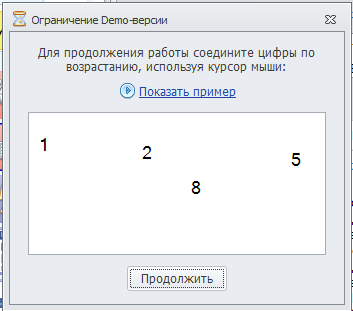 Ограничение Demo-версии
Для продолжения работы соедините цифры по
возрастанию, используя курсор мыши:
Показать пример
1
2
5
8
Продолжить